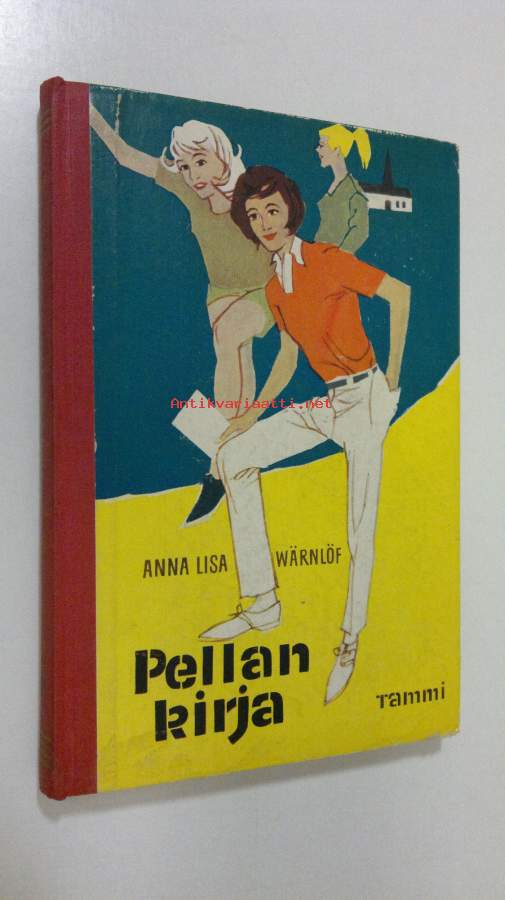 Antikvariaatti.net
ANNA LISA WÄRNLÖF
Pellan
kirja
Tammi